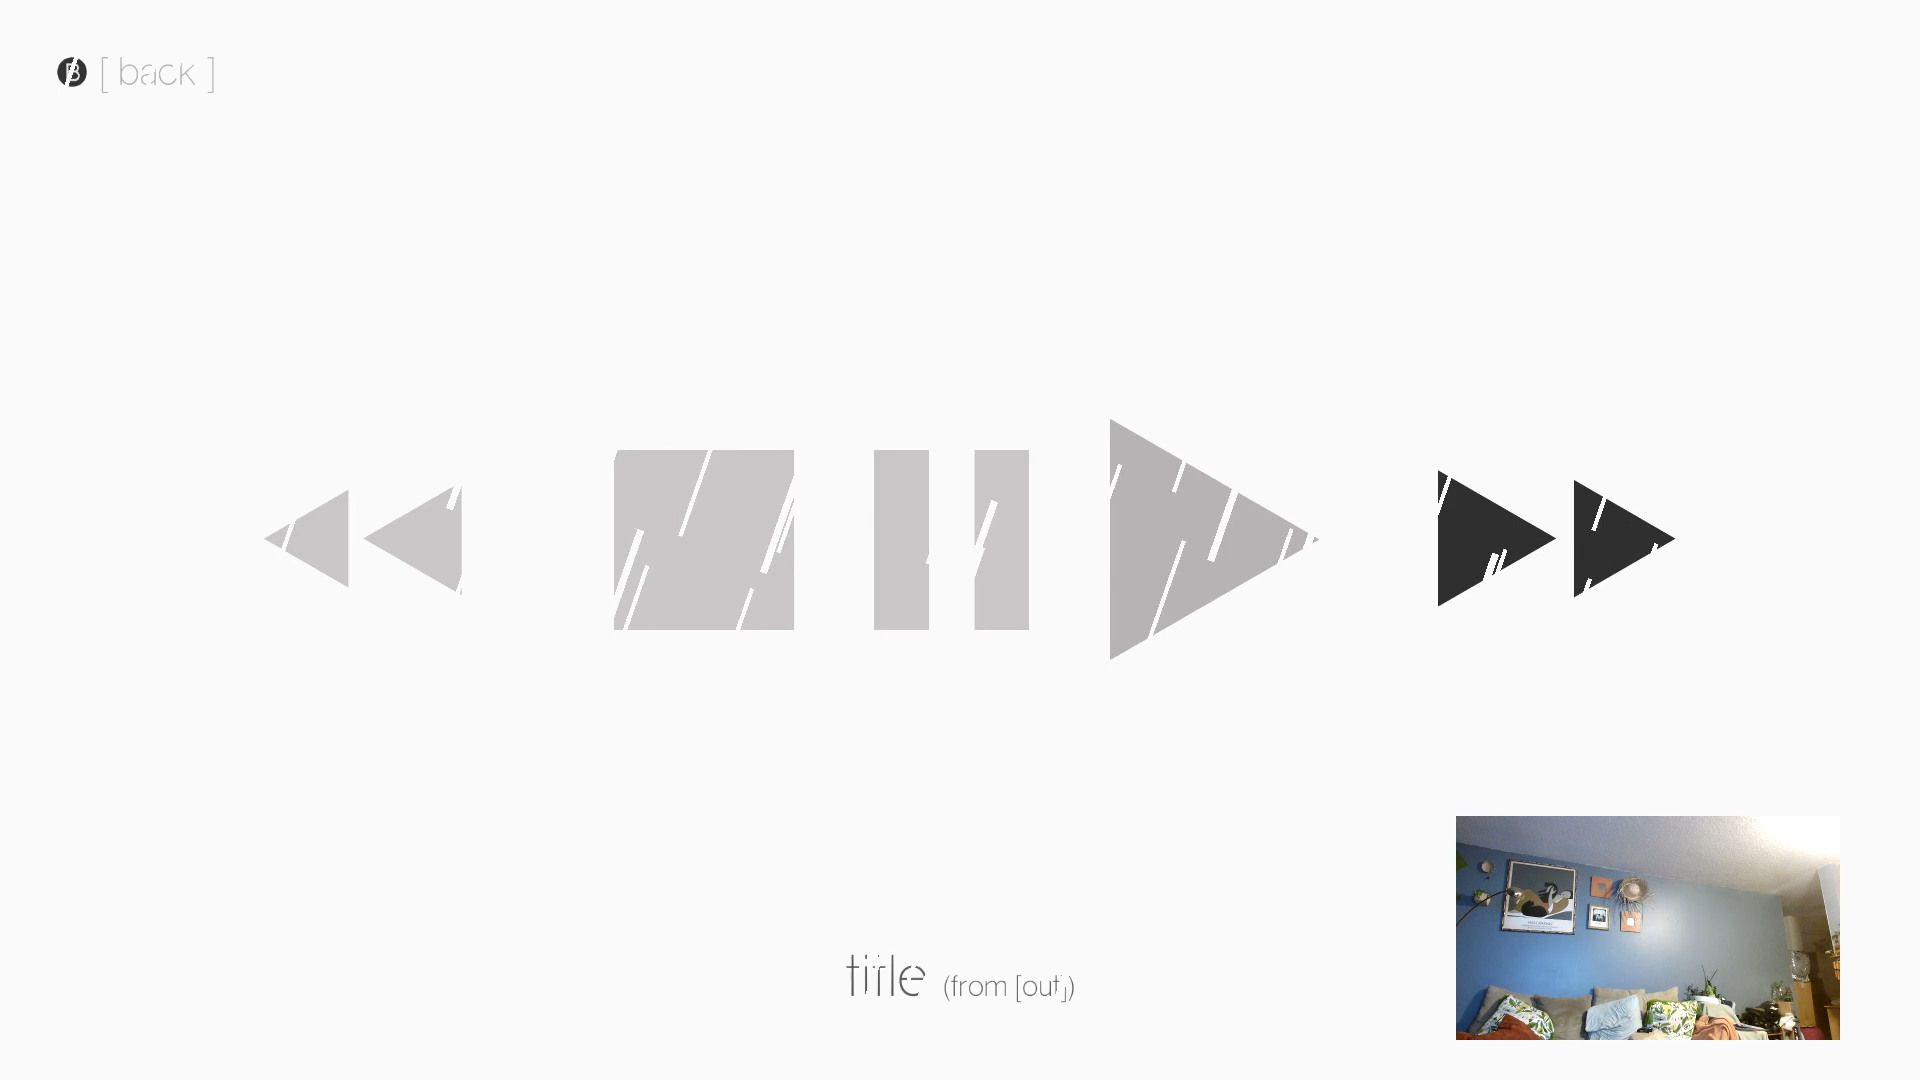 B [ back ]
title (from [out])